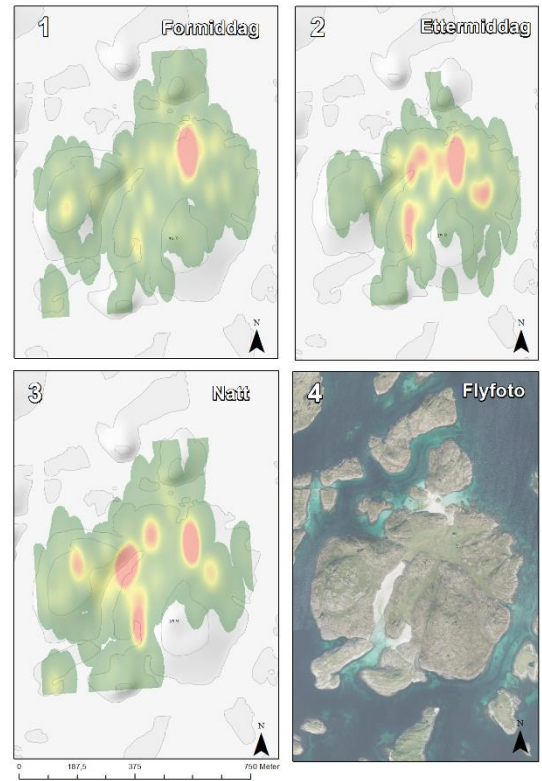 1 Formiddag
2 Ettermiddag
N
N
3 Natt
4 Flyfoto
N
N
0 187,5 375 750 Meter